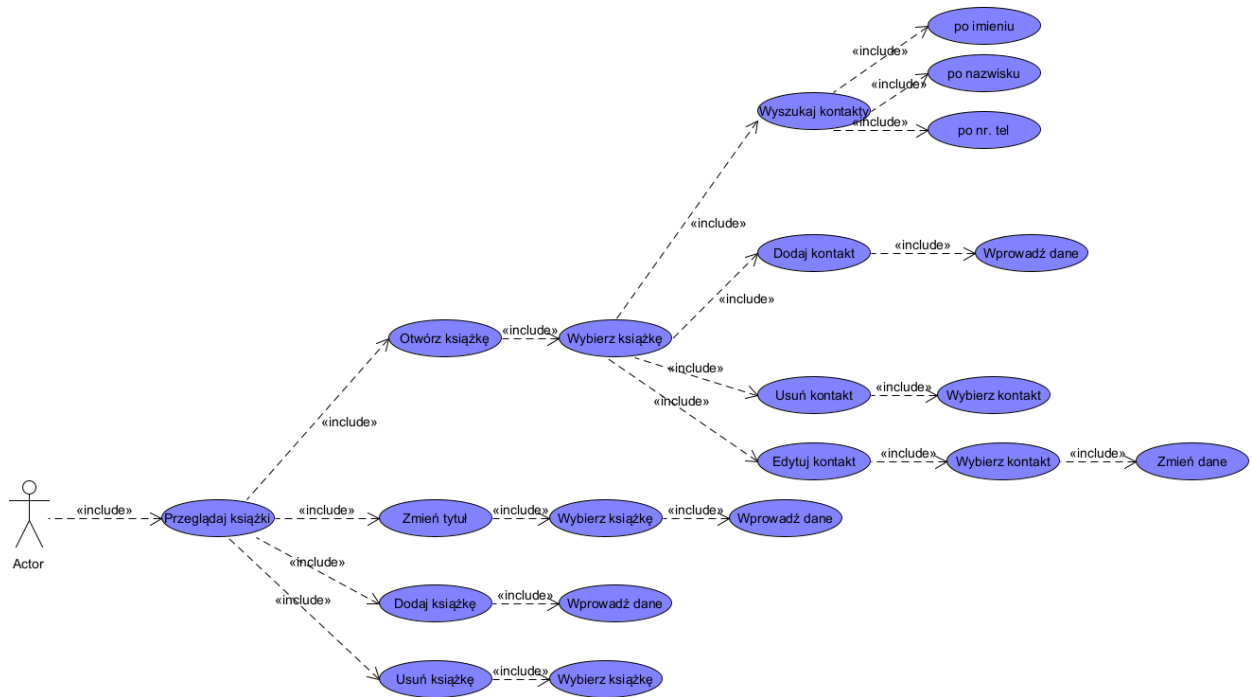 po imieniu
«include»
po nazwisku
«include»
Wyszukaj kontakty
«include»
po nr. tel
«include»
Dodaj kontakt
«include»
Wprowadź dane
«include»
Otwórz książkę
«include»
Wybierz książkę
«include»
Usuń kontakt
«include»
Wybierz kontakt
«include»
«include»
Edytuj kontakt
«include»
Wybierz kontakt
«include»
Zmień dane
Actor
«include»
Przeglądaj książki
«include»
Zmień tytuł
«include»
Wybierz książkę
«include»
Wprowadź dane
«include»
Dodaj książkę
«include»
Wprowadź dane
«include»
Usuń książkę
«include»
Wybierz książkę